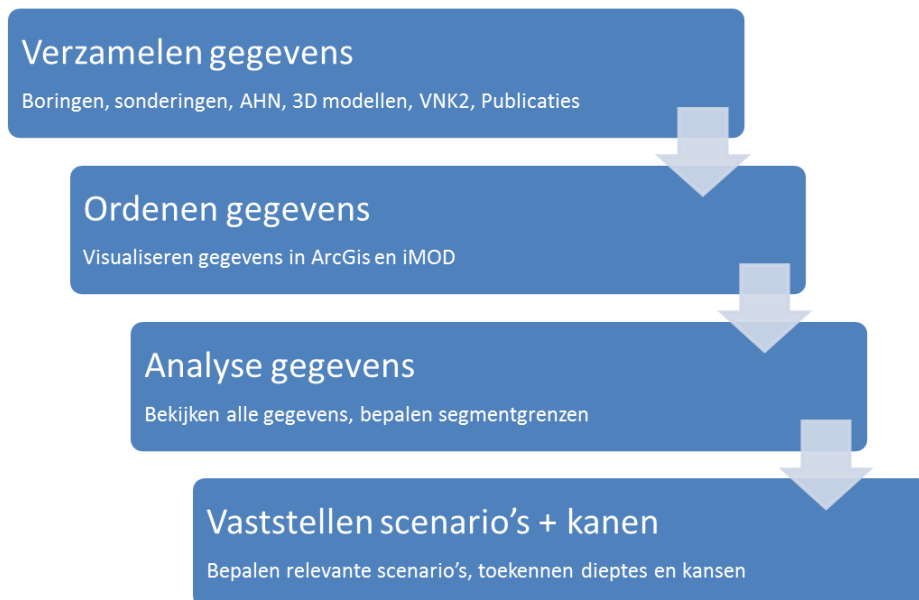 Verzamelen gegevens
Boringen, sonderingen, AHN, 3D modellen, VNK2, Publicaties
Ordenen gegevens
Visualiseren gegevens in ArcGis en iMOD
Analyse gegevens
Bekijken alle gegevens, bepalen segmentgrenzen
Vaststellen scenario's + kanen
Bepalen relevante scenario's, toekennen dieptes en kansen